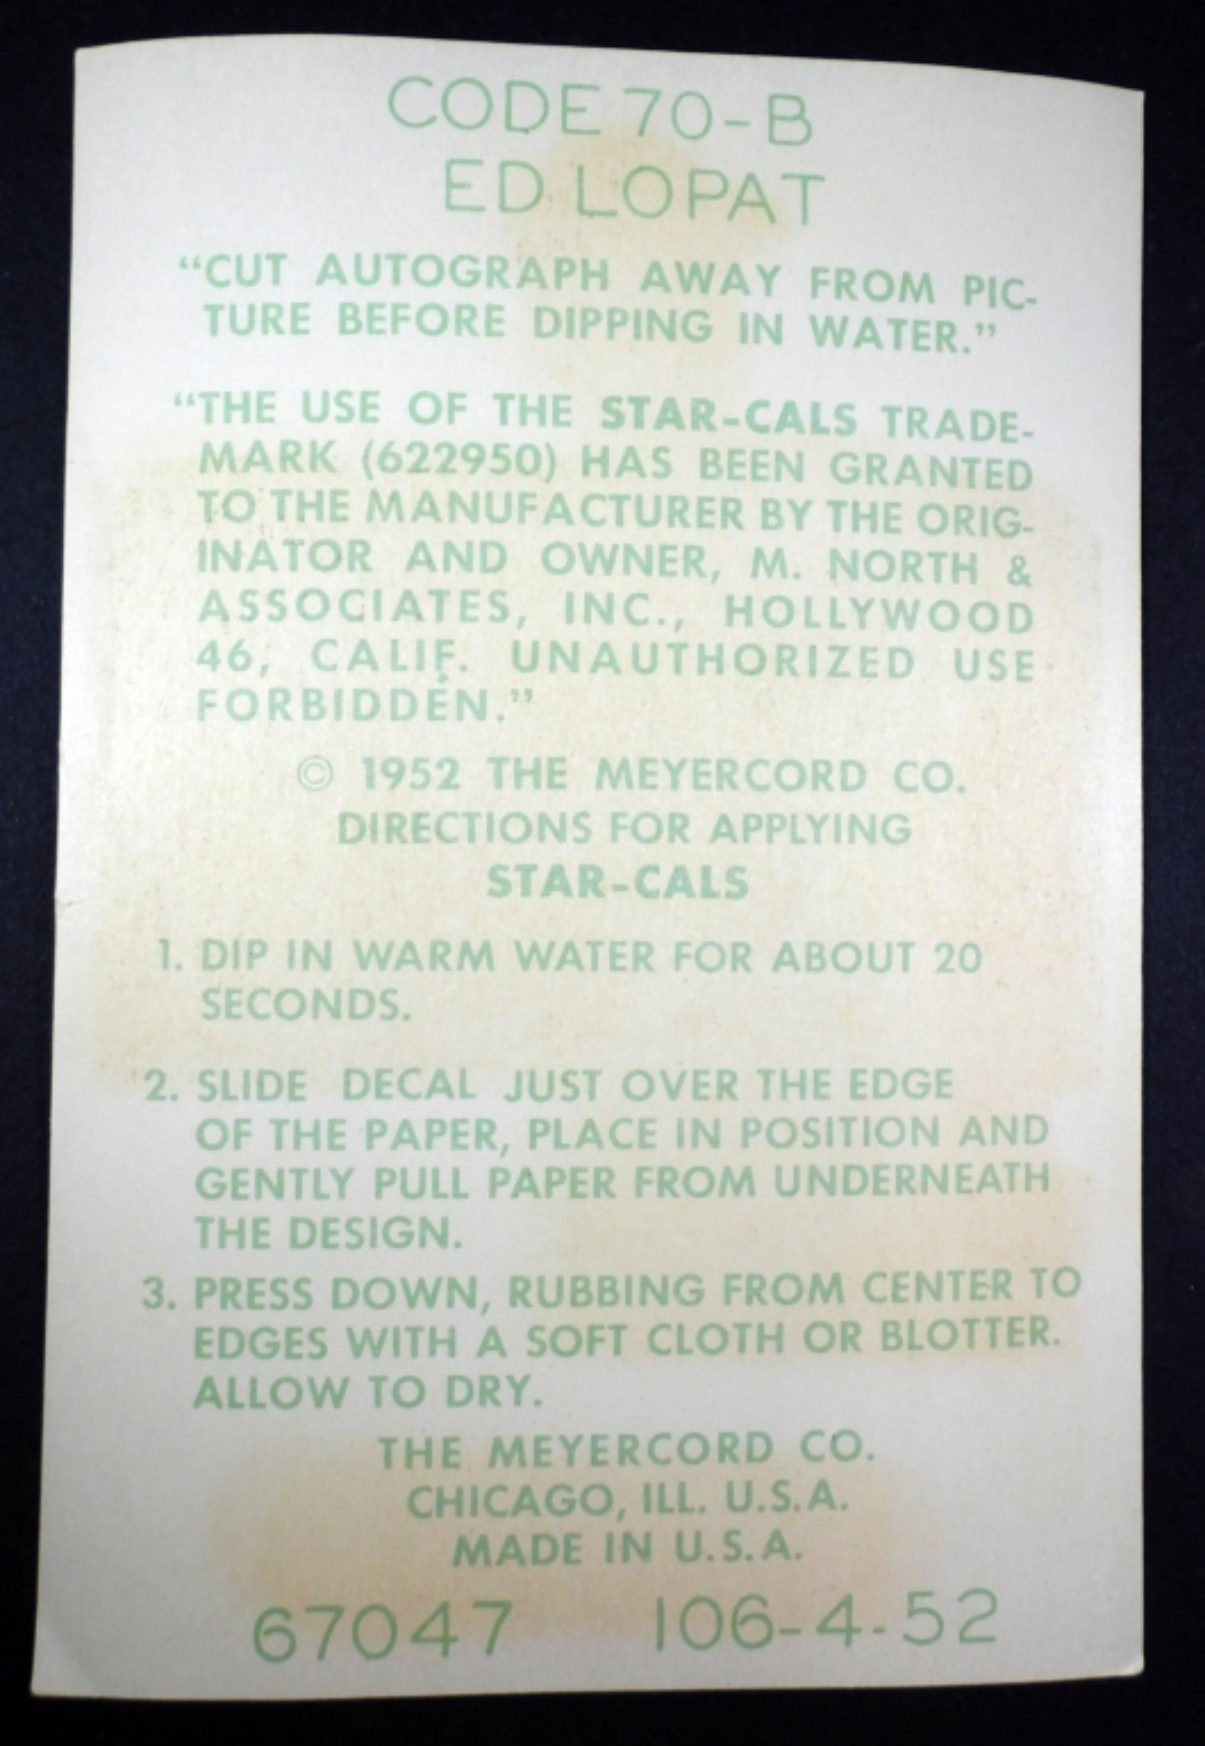 CODE 70-B
ED LOPAT
“CUT AUTOGRAPH AWAY FROM PIC-
TURE BEFORE DIPPING IN WATER.”
“THE USE OF THE STAR-CALS TRADE-
MARK (622950) HAS BEEN GRANTED
TO THE MANUFACTURER BY THE ORIG-
INATOR AND OWNER, M. NORTH &
ASSOCIATES, INC., HOLLYWOOD
46, CALIF. UNAUTHORIZED USE
FORBIDDEN.”
© 1952 THE MEYERCORD CO.
DIRECTIONS FOR APPLYING
STAR-CALS
1. DIP IN WARM WATER FOR ABOUT 20
SECONDS.
2. SLIDE DECAL JUST OVER THE EDGE
OF THE PAPER, PLACE IN POSITION AND
GENTLY PULL PAPER FROM UNDERNEATH
THE DESIGN.
3. PRESS DOWN, RUBBING FROM CENTER TO
EDGES WITH A SOFT CLOTH OR BLOTTER.
ALLOW TO DRY.
THE MEYERCORD CO.
CHICAGO, ILL. U.S.A.
MADE IN U.S.A.
67047 106-4-52